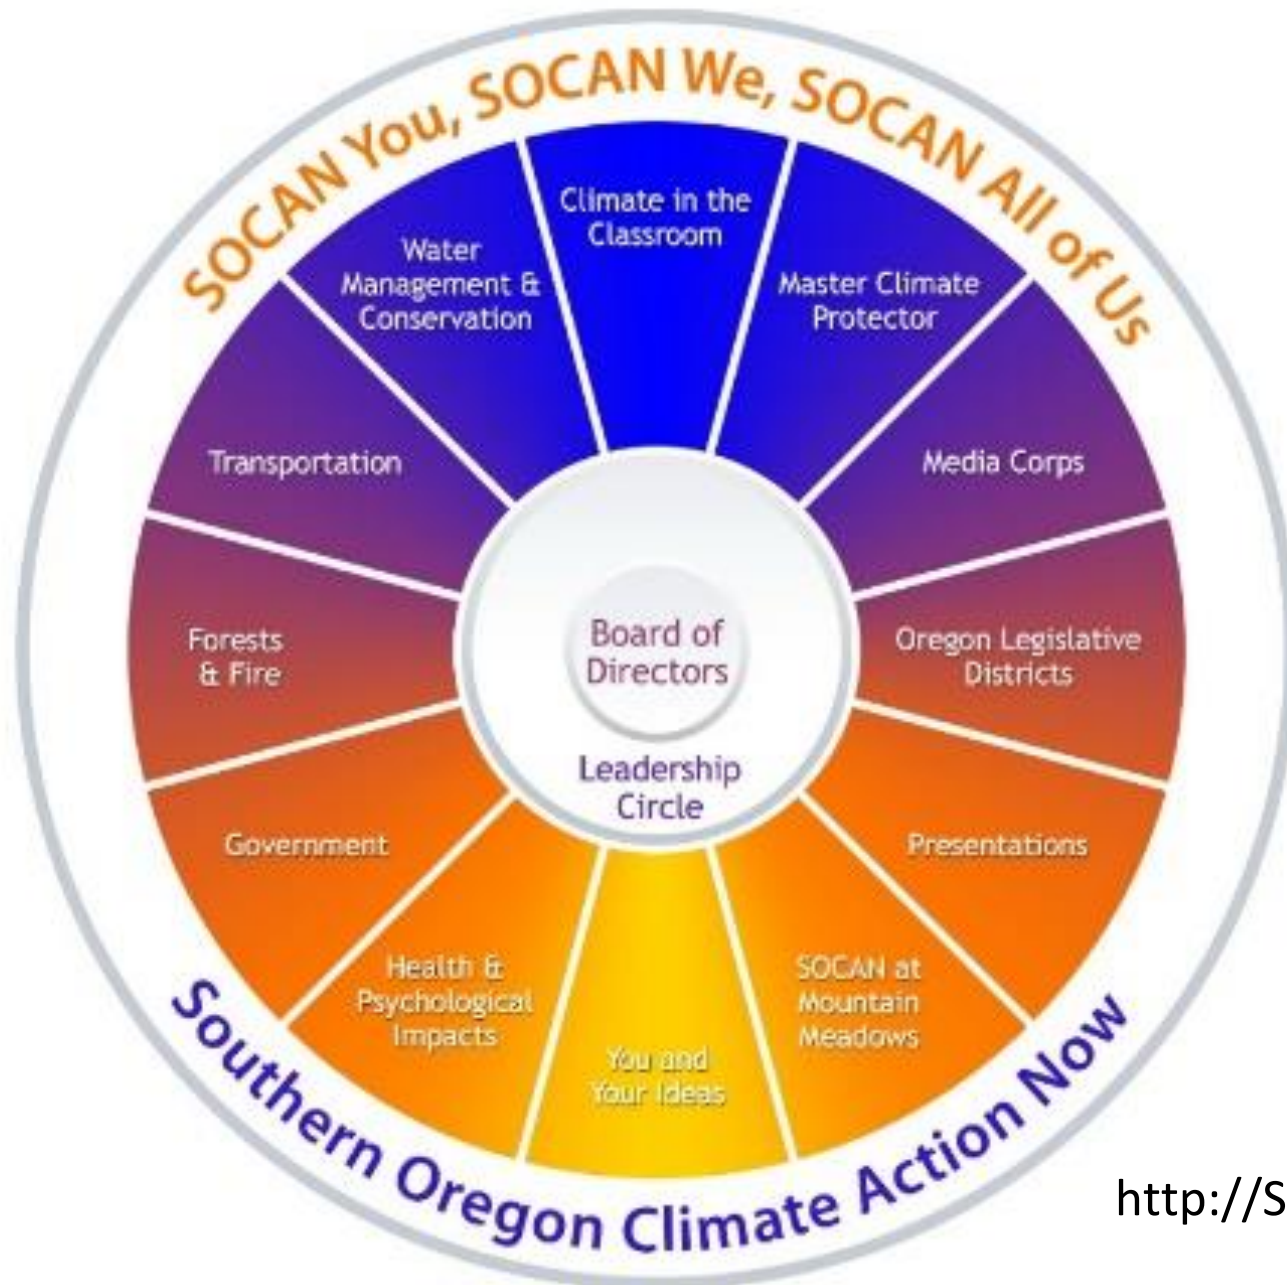 SOCAN You, SOCAN We, SOCAN All of Us
Climate in the
Classroom
Master Climate
Protector
Media Corps
Oregon Legislative
Districts
Presentations
SOCAN at
Mountain
Meadows
You and
Your Ideas
Health &
Psychological
Impacts
Government
Forests
& Fire
Transportation
Water
Management &
Conservation
Board of
Directors
Leadership
Circle
Southern Oregon Climate Action Now
http://S